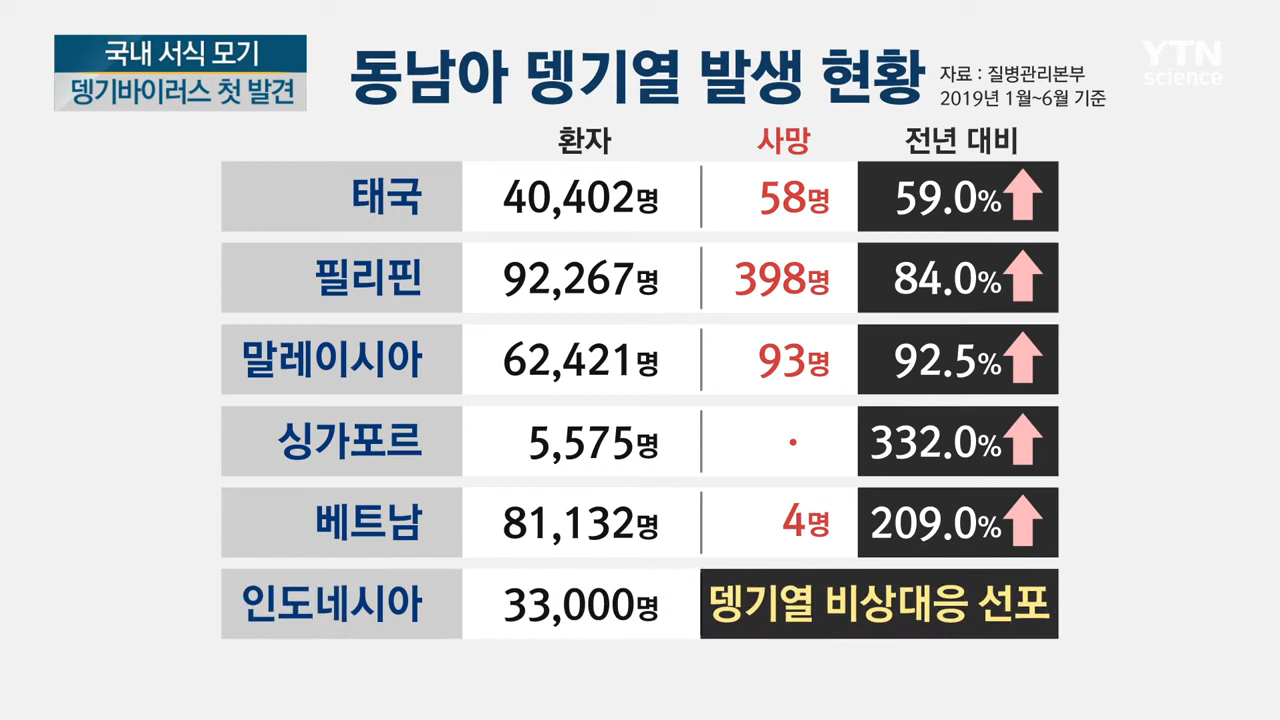 국내 서식 모기
뎅기바이러스 첫 발견
동남아 뎅기열 발생 현황
자료 : 질병관리본부
2019년 1월~6월 기준
YTN
science
환자 사망 전년 대비
태국 40,402명 58명 59.0%
필리핀 92,267명 398명 84.0%
말레이시아 62,421명 93명 92.5%
싱가포르 5,575명 · 332.0%
베트남 81,132명 4명 209.0%
인도네시아 33,000명 뎅기열 비상대응 선포